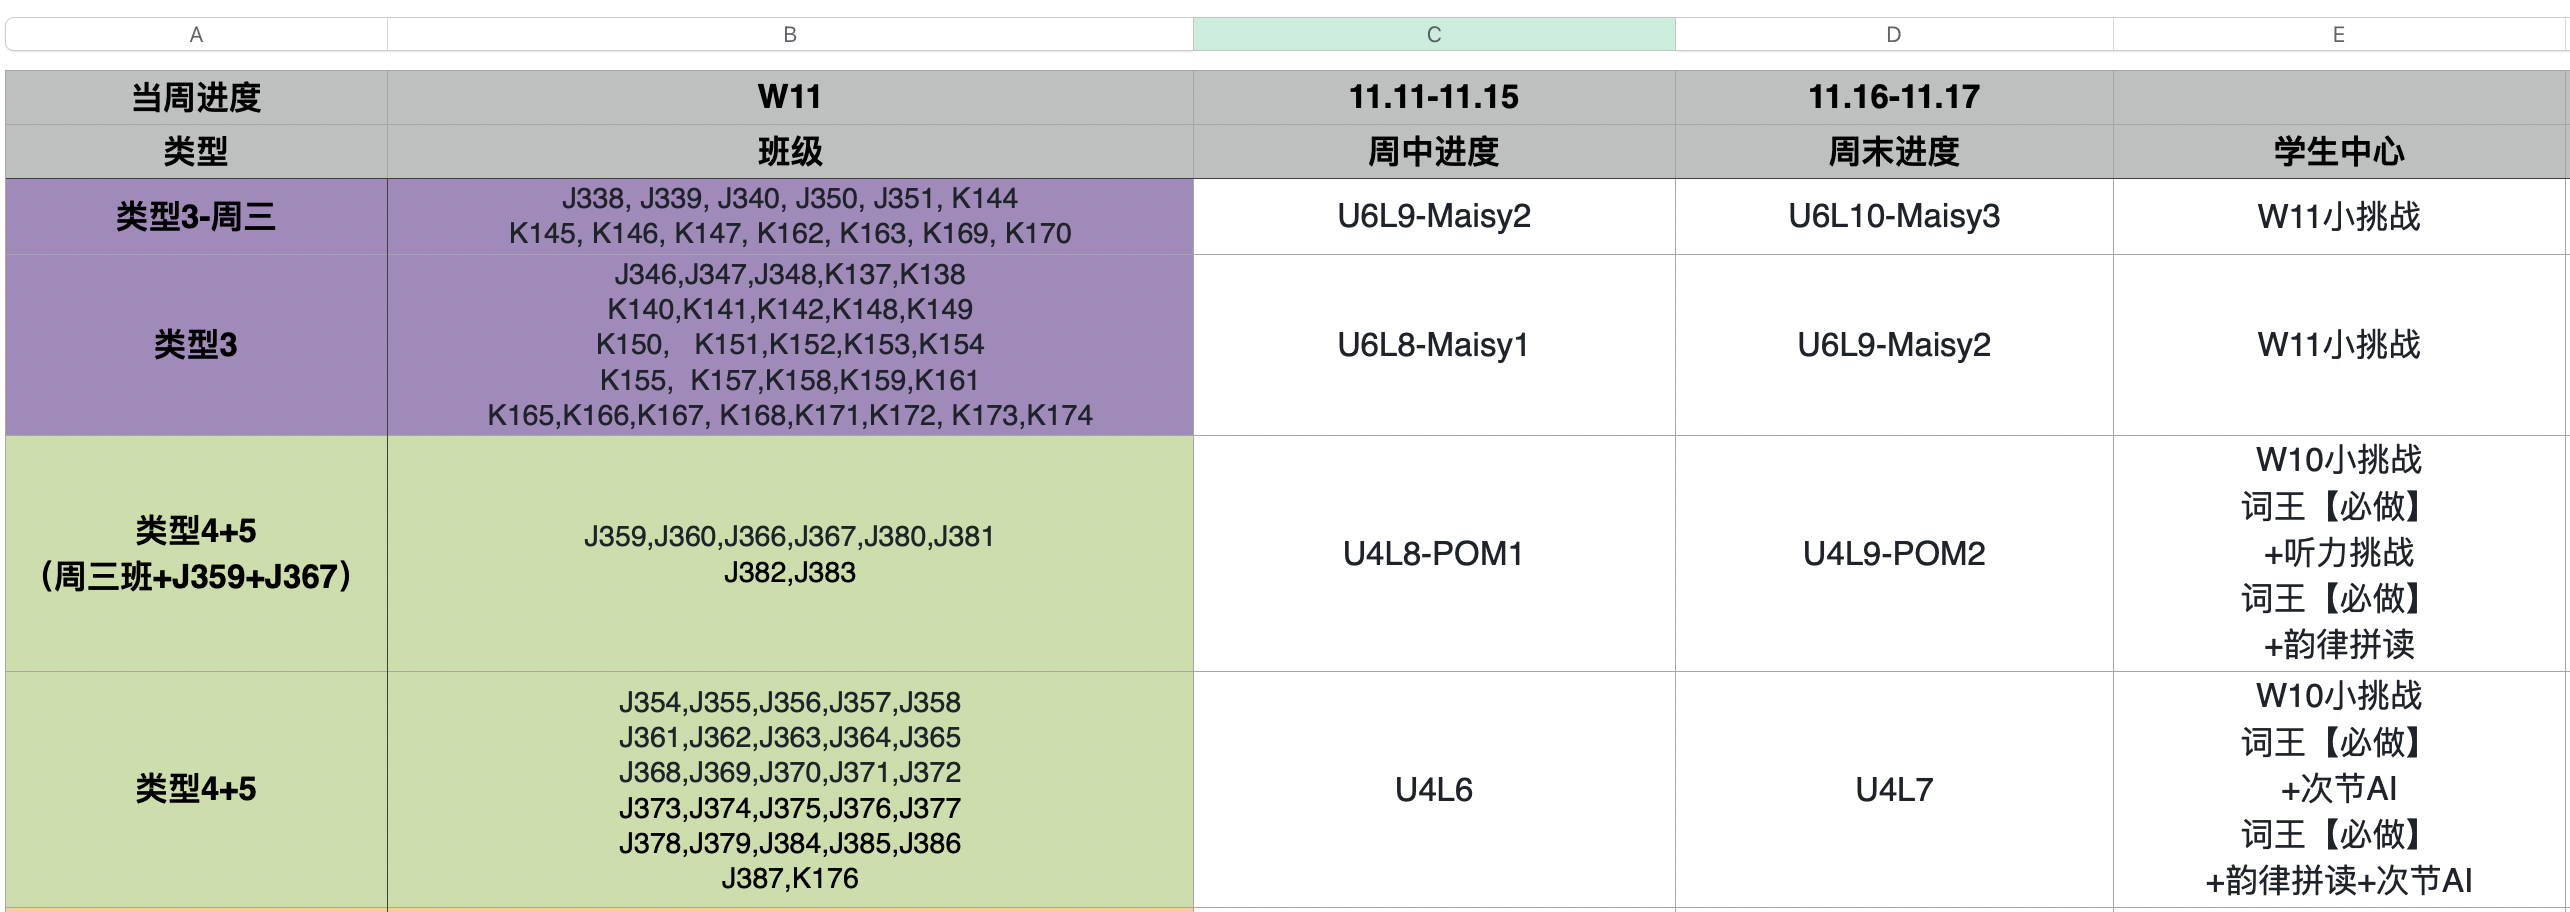 A B C D E
当周进度 W11 11.11-11.15 11.16-11.17
类型 班级 周中进度 周末进度 学生中心
类型3-周三
J338, J339, J340, J350, J351, K144
K145, K146, K147, K162, K163, K169, K170
U6L9-Maisy2
U6L10-Maisy3
W11小挑战
类型3
J346,J347,J348,K137,K138
K140,K141,K142,K148,K149
K150, K151,K152,K153,K154
K155, K157,K158,K159,K161
K165,K166,K167, K168,K171,K172, K173,K174
U6L8-Maisy1
U6L9-Maisy2
W11小挑战
类型4+5
（周三班+J359+J367）
J359,J360,J366,J367,J380,J381
J382,J383
U4L8-POM1
U4L9-POM2
W10小挑战
词王【必做】
+听力挑战
词王【必做】
+韵律拼读
类型4+5
J354,J355,J356,J357,J358
J361,J362,J363,J364,J365
J368,J369,J370,J371,J372
J373,J374,J375,J376,J377
J378,J379,J384,J385,J386
J387,K176
U4L6
U4L7
W10小挑战
词王【必做】
+次节AI
词王【必做】
+韵律拼读+次节AI